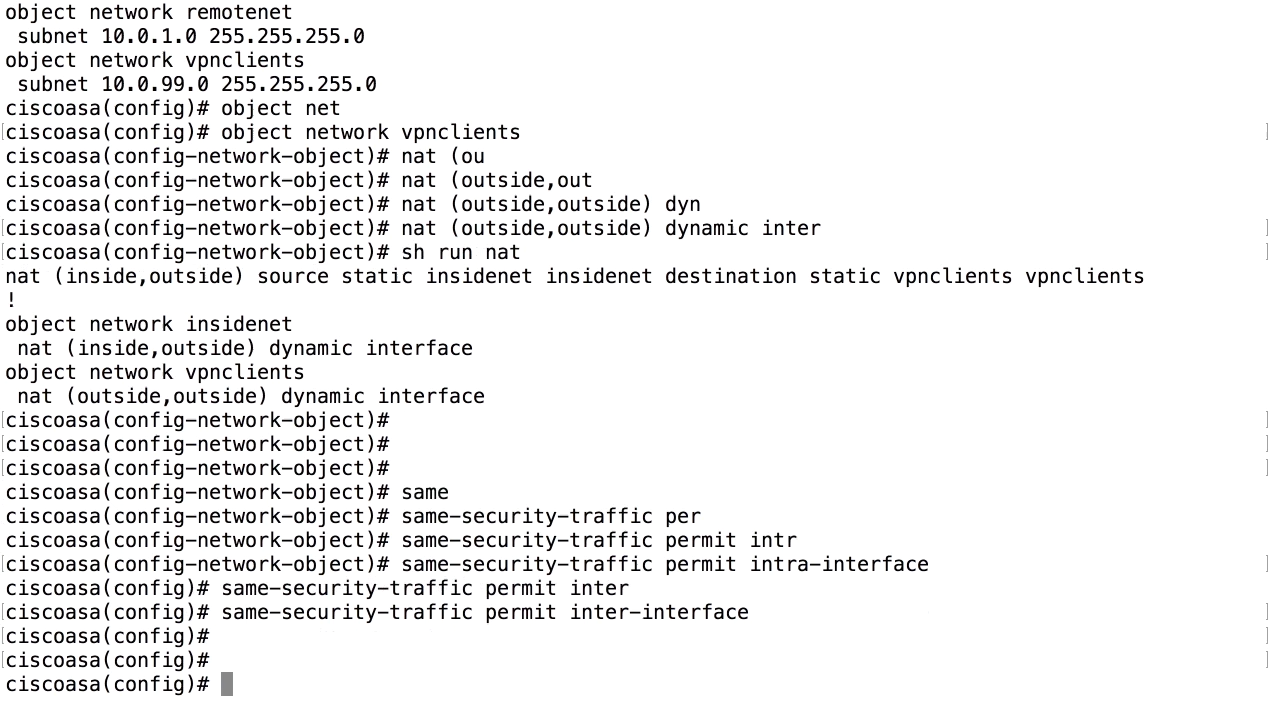 object network remotenet
 subnet 10.0.1.0 255.255.255.0
object network vpnclients
 subnet 10.0.99.0 255.255.255.0
ciscoasa(config)# object net
[ciscoasa(config)# object network vpnclients ]
ciscoasa(config-network-object)# nat (ou
ciscoasa(config-network-object)# nat (outside,out
ciscoasa(config-network-object)# nat (outside,outside) dyn
[ciscoasa(config-network-object)# nat (outside,outside) dynamic inter ]
[ciscoasa(config-network-object)# sh run nat ]
nat (inside,outside) source static insidenet insidenet destination static vpnclients vpnclients
!
object network insidenet
 nat (inside,outside) dynamic interface
object network vpnclients
 nat (outside,outside) dynamic interface
[ciscoasa(config-network-object)# ]
[ciscoasa(config-network-object)# ]
[ciscoasa(config-network-object)# ]
ciscoasa(config-network-object)# same
ciscoasa(config-network-object)# same-security-traffic per
ciscoasa(config-network-object)# same-security-traffic permit intr
[ciscoasa(config-network-object)# same-security-traffic permit intra-interface ]
ciscoasa(config)# same-security-traffic permit inter
[ciscoasa(config)# same-security-traffic permit inter-interface ]
[ciscoasa(config)# ]
[ciscoasa(config)# ]
ciscoasa(config)#